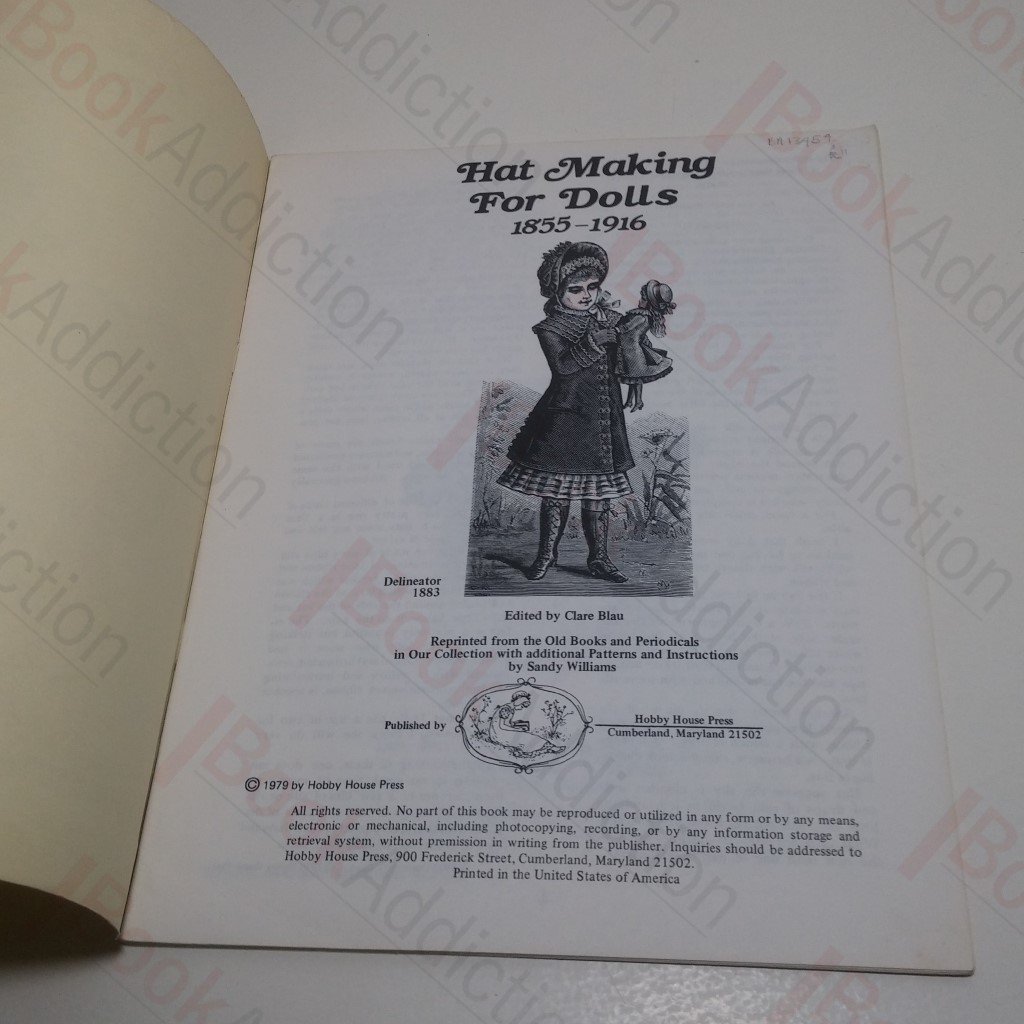 Hat Making
For Dolls
1855-1916
Delineator
1883
Edited by Clare Blau
Reprinted from the Old Books and Periodicals
in Our Collection with additional Patterns and Instructions
by Sandy Williams
Published by
Hobby House Press
Cumberland, Maryland 21502
© 1979 by Hobby House Press
All rights reserved. No part of this book may be reproduced or utilized in any form or by any means,
electronic or mechanical, including photocopying, recording, or by any information storage and
retrieval system, without premission in writing from the publisher. Inquiries should be addressed to
Hobby House Press, 900 Frederick Street, Cumberland, Maryland 21502.
Printed in the United States of America
BookAddiction